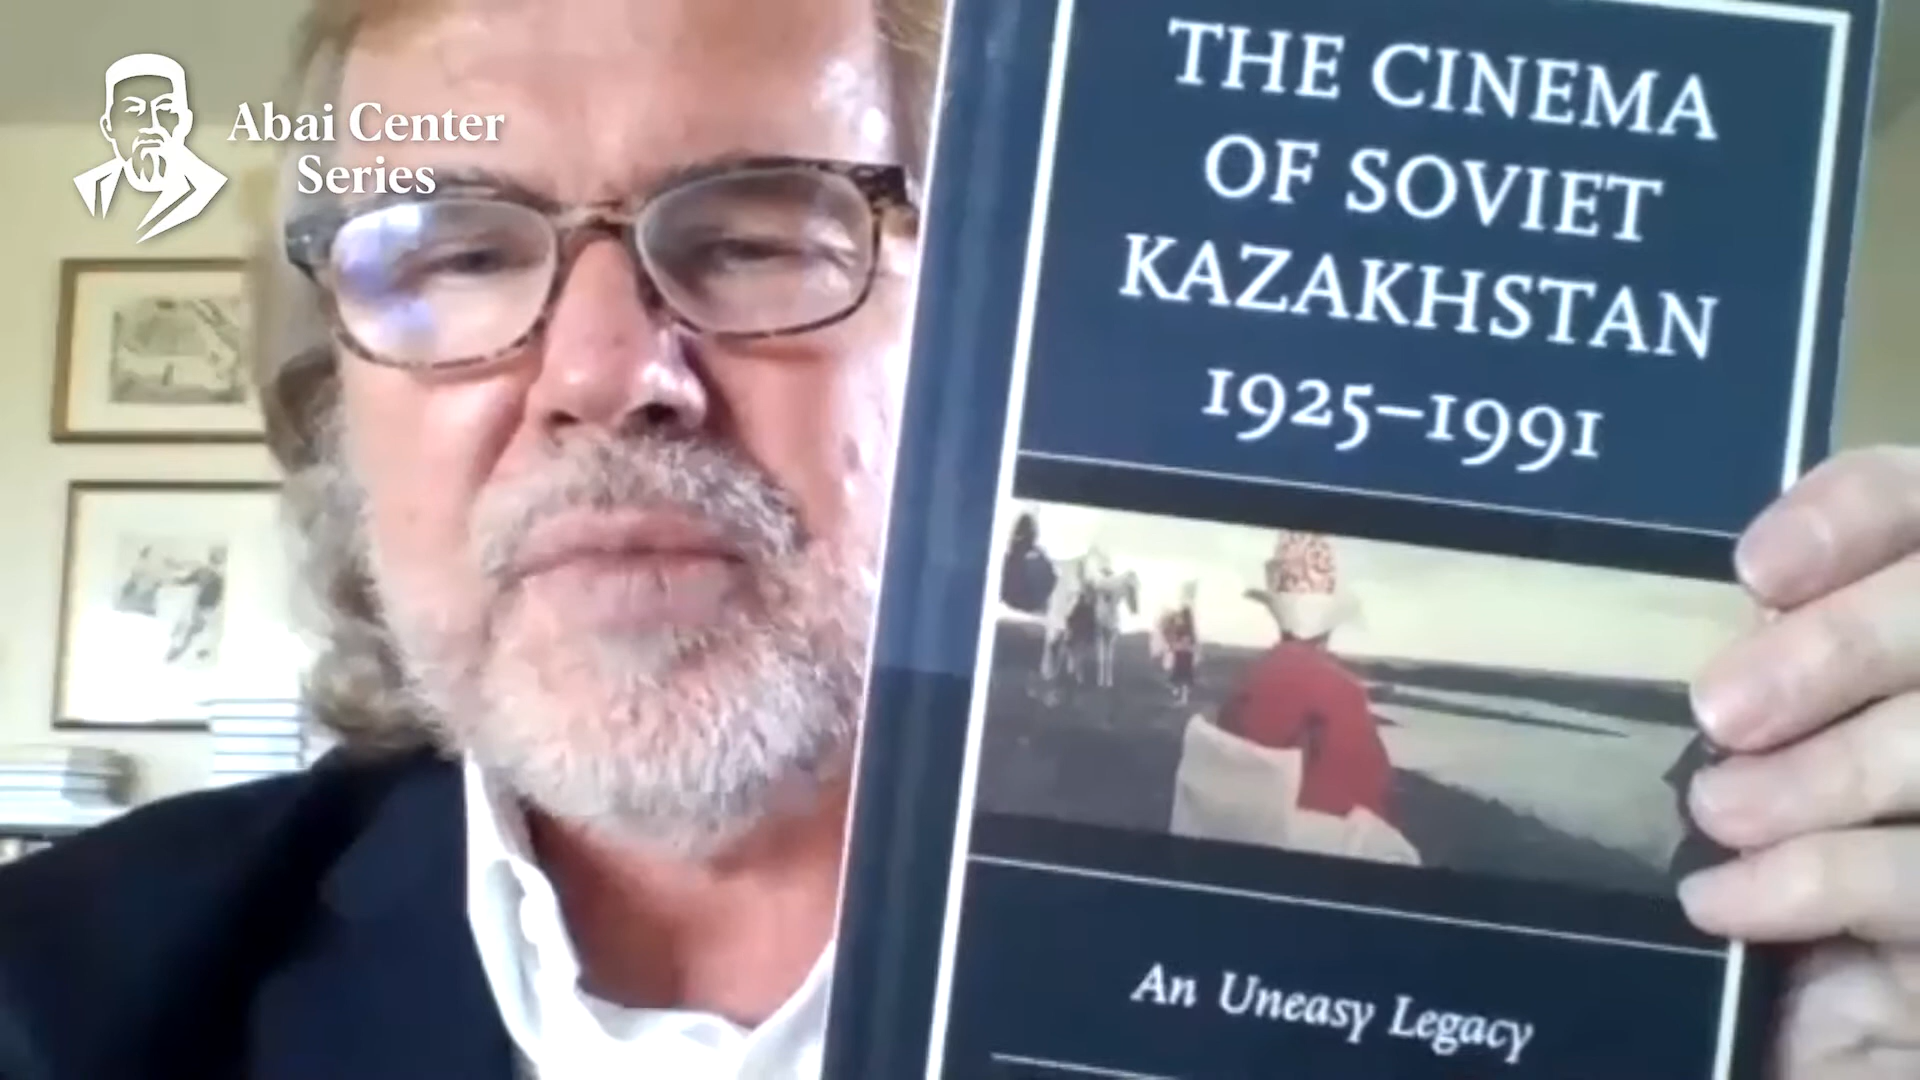 Abai Center
Series
THE CINEMA
OF SOVIET
KAZAKHSTAN
1925–1991
An Uneasy Legacy